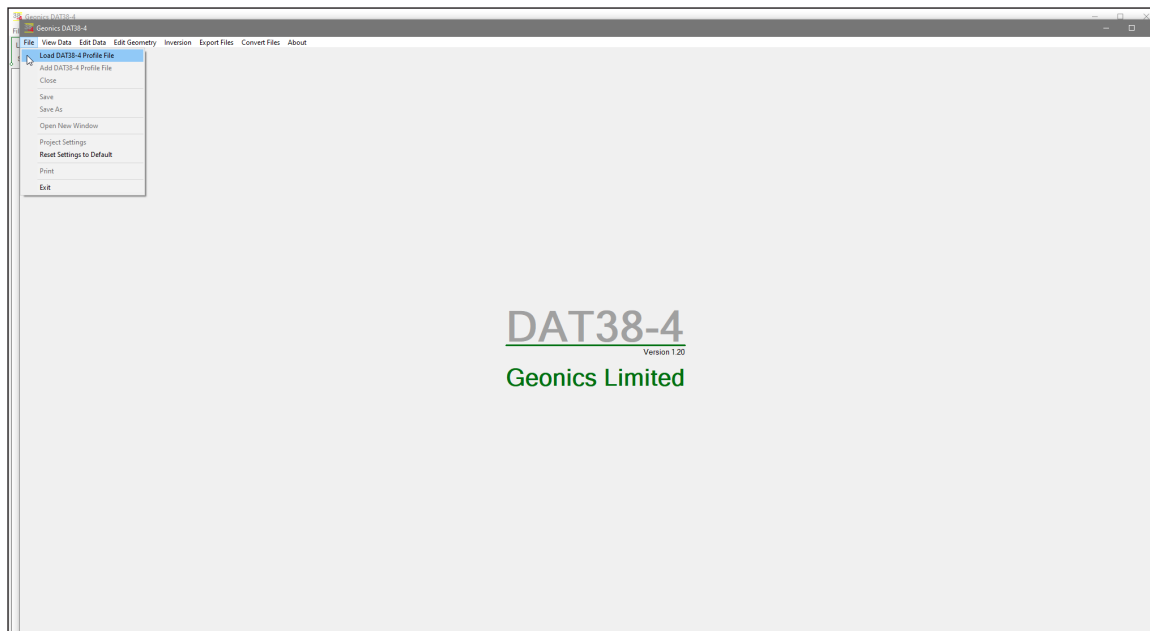 Geonics DAT38-4
Geonics DAT38-4
File View Data Edit Data Edit Geometry Inversion Export Files Convert Files About
Load DAT38-4 Profile File
Add DAT38-4 Profile File
Close
Save
Save As
Open New Window
Project Settings
Reset Settings to Default
Print
Exit
DAT38-4
Version 1.20
Geonics Limited